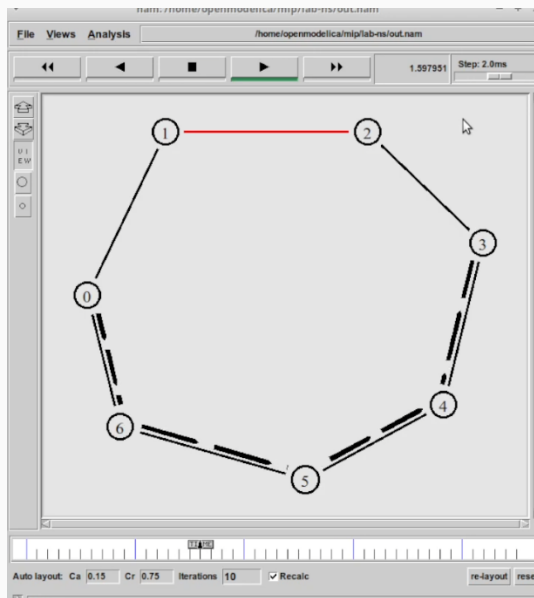 nam: /home/openmodelica/mip/lab-ns/out.nam
File Views Analysis /home/openmodelica/mip/lab-ns/out.nam
1.597951 Step: 2.0ms
1
2
3
0
4
6
5
Auto layout: Ca 0.15 Cr 0.75 Iterations 10 Recalc re-layout rese